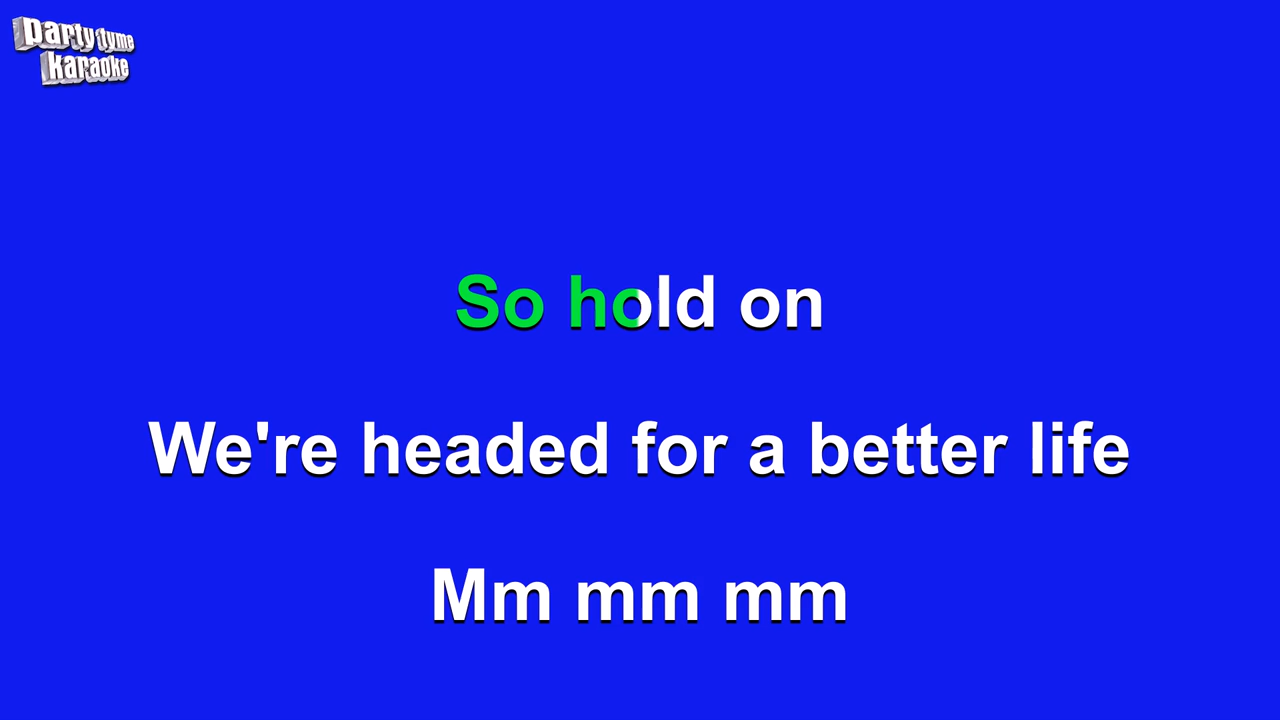 party tyme
karaoke
So hold on
We're headed for a better life
Mm mm mm